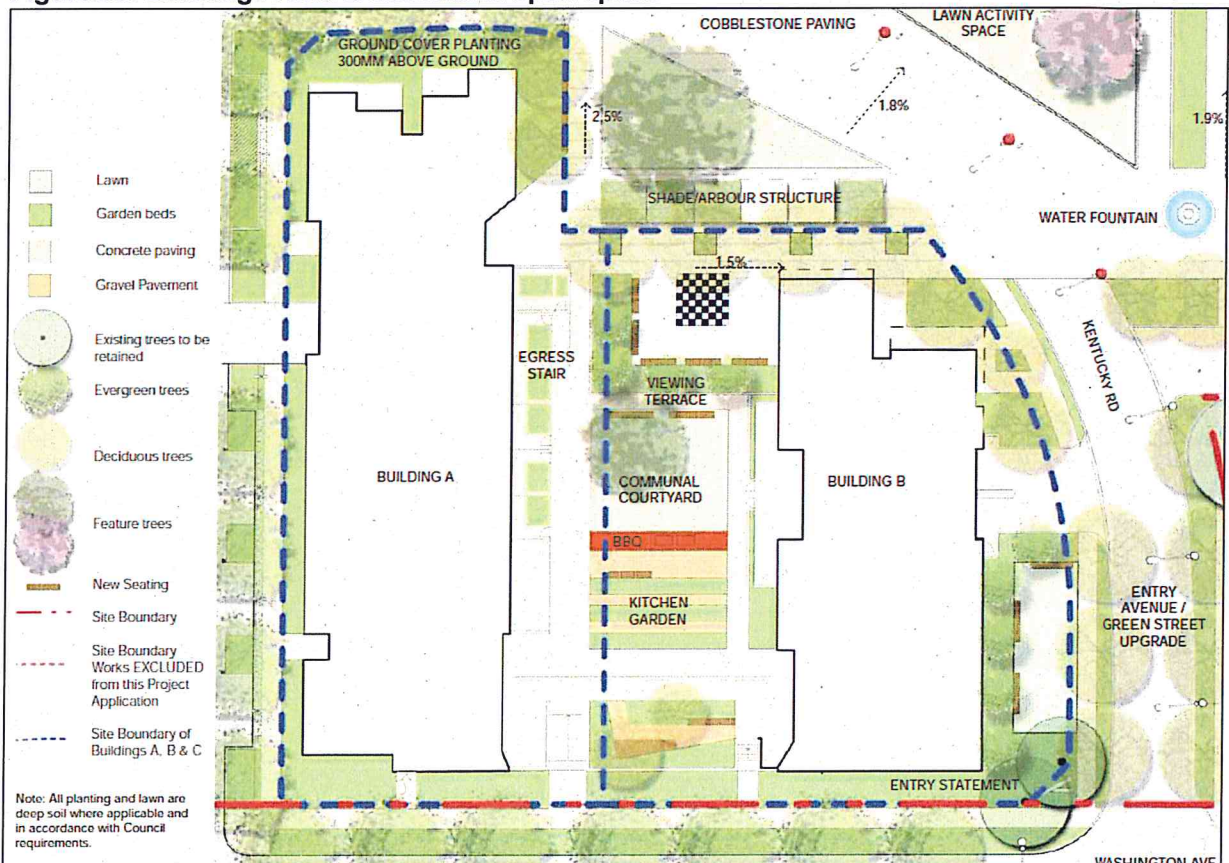 COBBLESTONE PAVING
LAWN ACTIVITY
SPACE
GROUND COVER PLANTING
300MM ABOVE GROUND
2.5%
1.8%
1.9%
SHADE/ARBOUR STRUCTURE
WATER FOUNTAIN
1.5%
KENTUCKY RD
EGRESS
STAIR
VIEWING
TERRACE
BUILDING A
COMMUNAL
COURTYARD
BUILDING B
BBQ
KITCHEN
GARDEN
ENTRY
AVENUE /
GREEN STREET
UPGRADE
ENTRY STATEMENT
WASHINGTON AVE
Lawn
Garden beds
Concrete paving
Gravel Pavement
Existing trees to be
retained
Evergreen trees
Deciduous trees
Feature trees
New Seating
Site Boundary
Site Boundary
Works EXCLUDED
from this Project
Application
Site Boundary of
Buildings A, B & C
Note: All planting and lawn are
deep soil where applicable and
in accordance with Council
requirements.